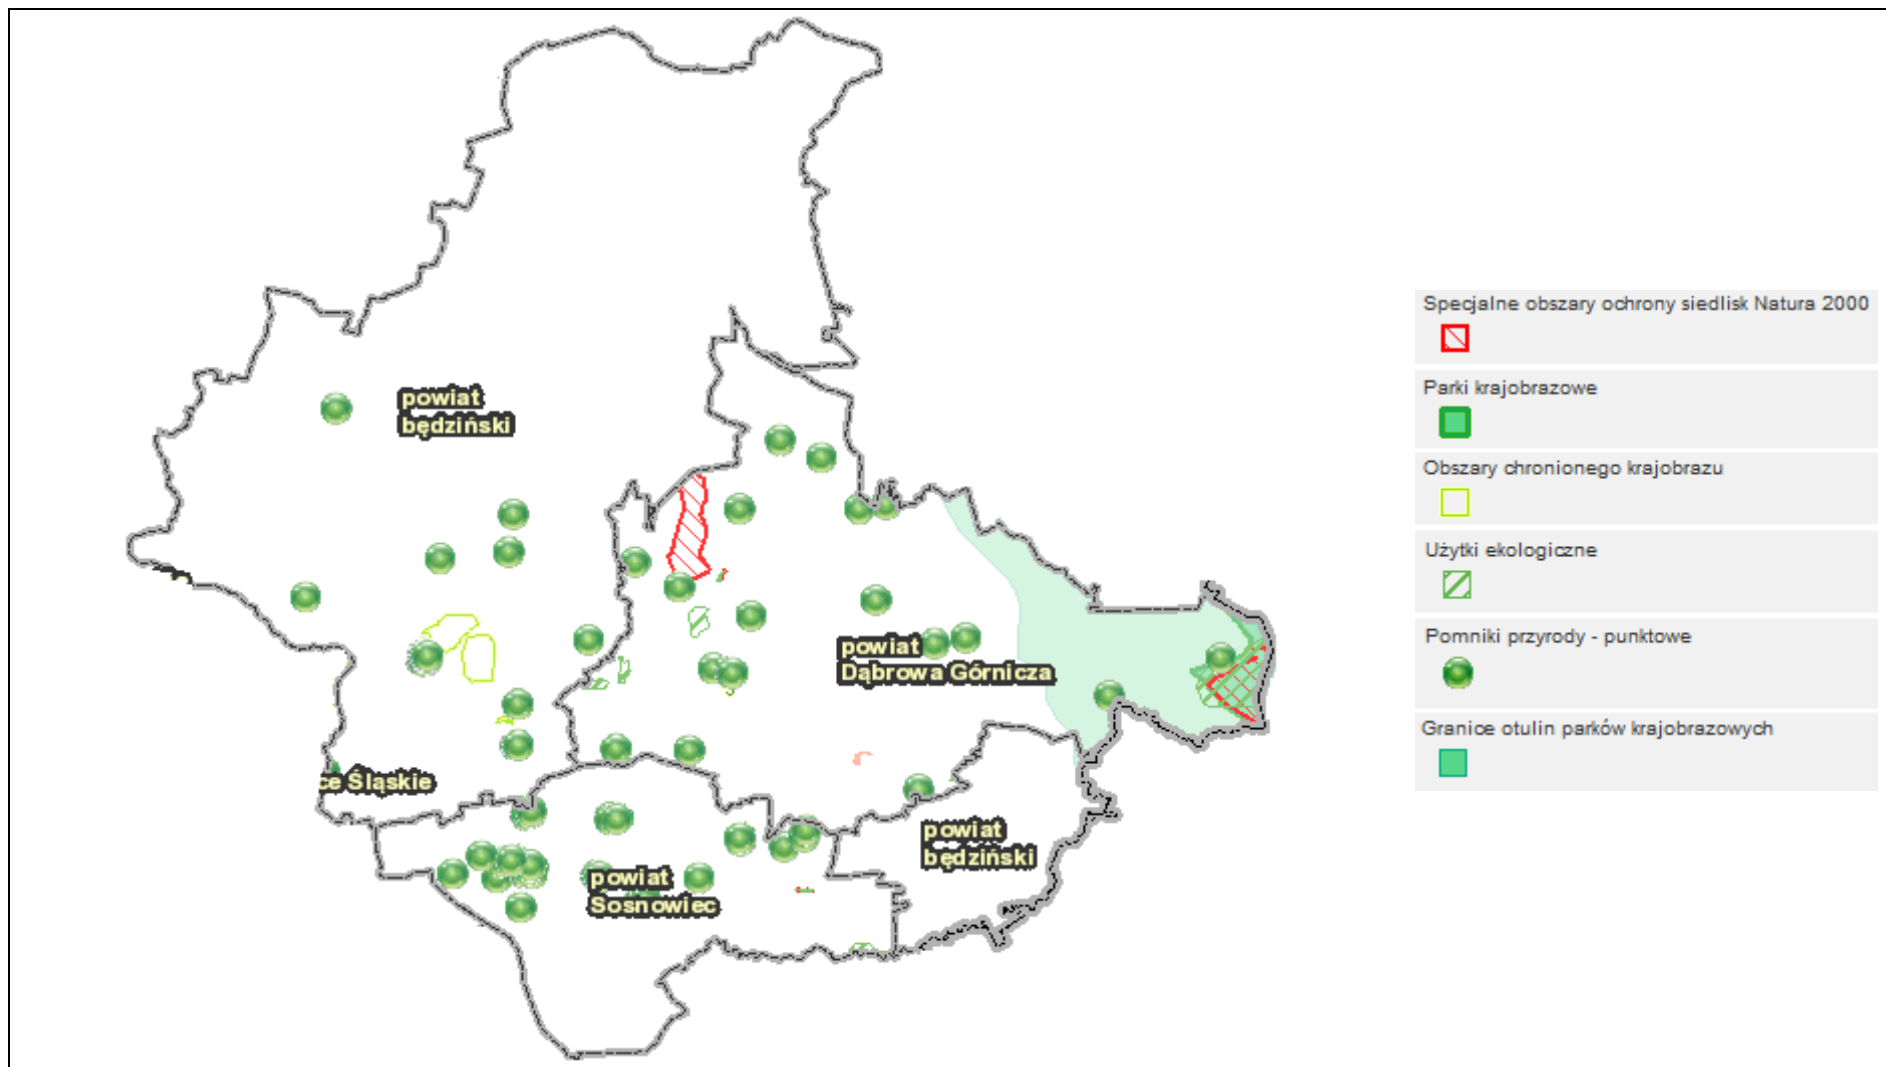 powiat
będziński
powiat
Dąbrowa Górnicza
ce Śląskie
powiat
będziński
powiat
Sosnowiec
Specjalne obszary ochrony siedlisk Natura 2000
Parki krajobrazowe
Obszary chronionego krajobrazu
Użytki ekologiczne
Pomniki przyrody - punktowe
Granice otulin parków krajobrazowych